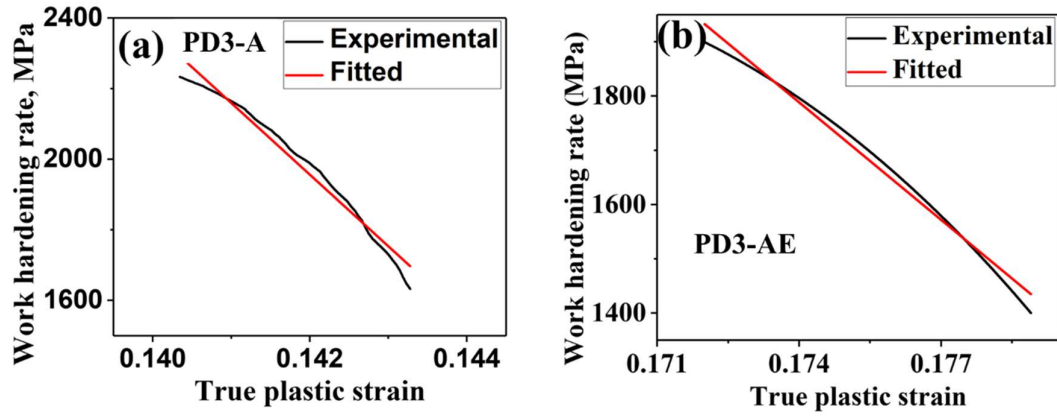 (a) PD3-A
Experimental
Fitted
Work hardening rate, MPa
2400
2000
1600
0.140 0.142 0.144
True plastic strain
(b)
Experimental
Fitted
Work hardening rate (MPa)
1800
1600
1400
PD3-AE
0.171 0.174 0.177
True plastic strain